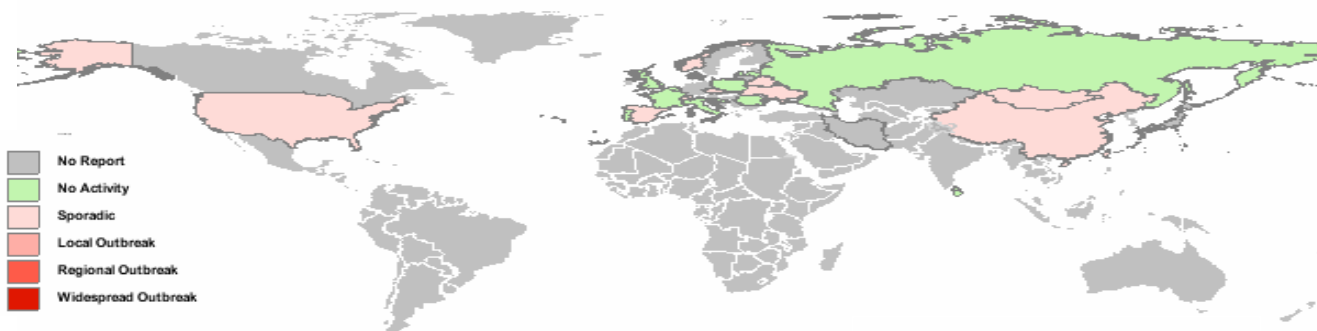 No Report
No Activity
Sporadic
Local Outbreak
Regional Outbreak
Widespread Outbreak